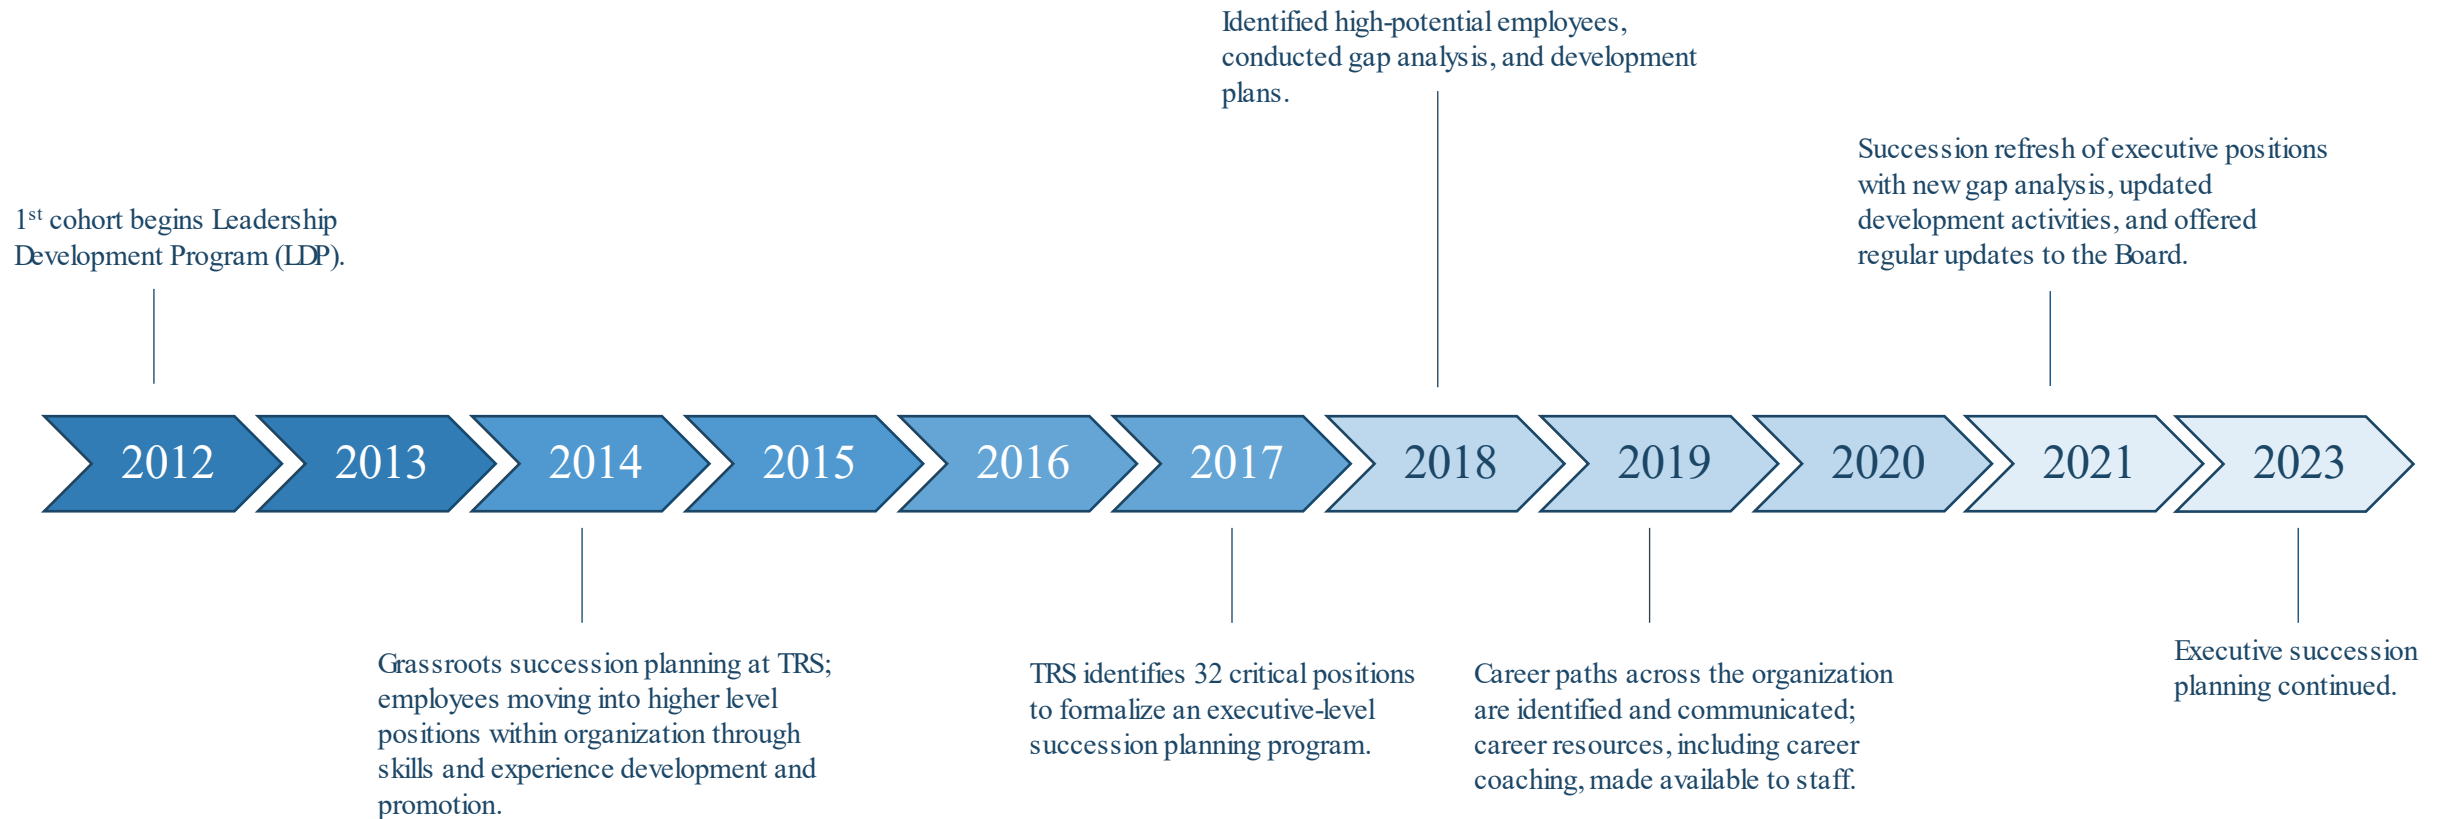 Identified high-potential employees,
conducted gap analysis, and development
plans.
Succession refresh of executive positions
with new gap analysis, updated
development activities, and offered
regular updates to the Board.
1st cohort begins Leadership
Development Program (LDP).
2012
2013
2014
2015
2016
2017
2018
2019
2020
2021
2023
Grassroots succession planning at TRS;
employees moving into higher level
positions within organization through
skills and experience development and
promotion.
TRS identifies 32 critical positions
to formalize an executive-level
succession planning program.
Career paths across the organization
are identified and communicated;
career resources, including career
coaching, made available to staff.
Executive succession
planning continued.